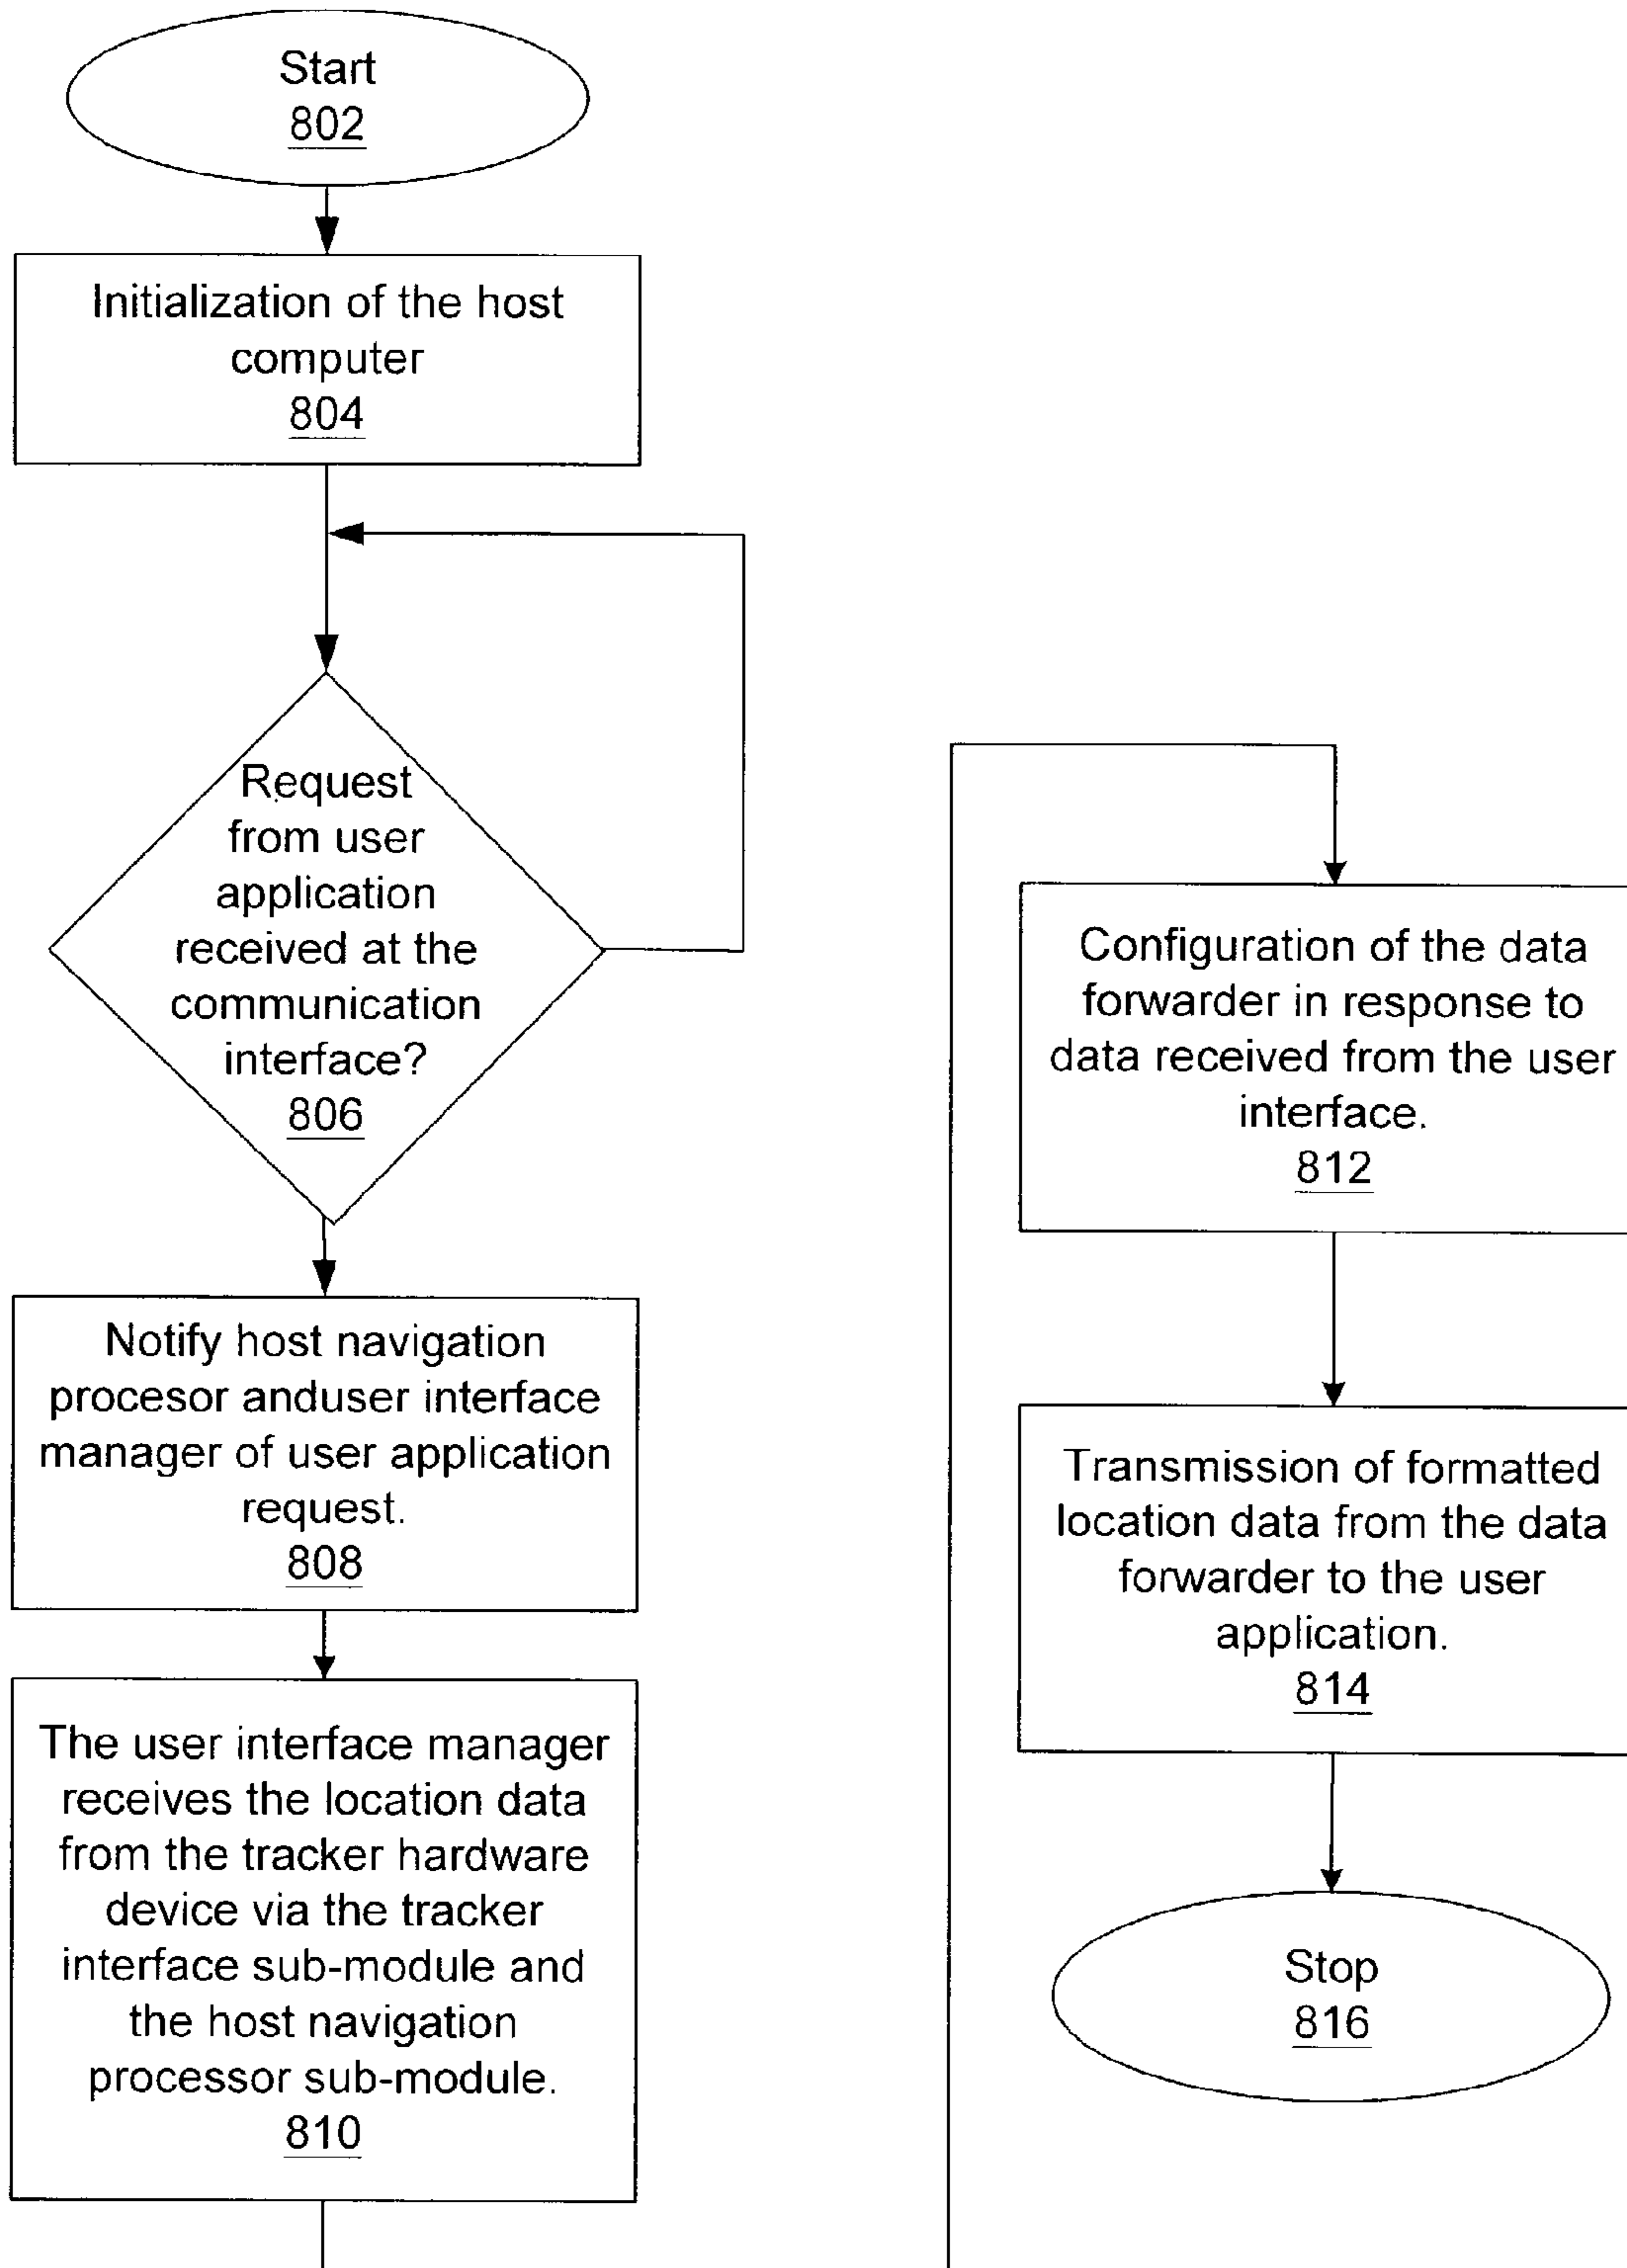 Start
802
Initialization of the host
computer
804
Request
from user
application
received at the
communication
interface?
806
Notify host navigation
procesor anduser interface
manager of user application
request.
808
The user interface manager
receives the location data
from the tracker hardware
device via the tracker
interface sub-module and
the host navigation
processor sub-module.
810
Configuration of the data
forwarder in response to
data received from the user
interface.
812
Transmission of formatted
location data from the data
forwarder to the user
application.
814
Stop
816